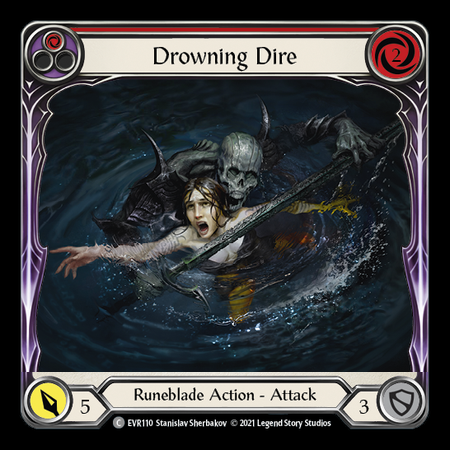 Drowning Dire
2
5
Runeblade Action - Attack
3
C EVR110 Stanislav Sherbakov © 2021 Legend Story Studios